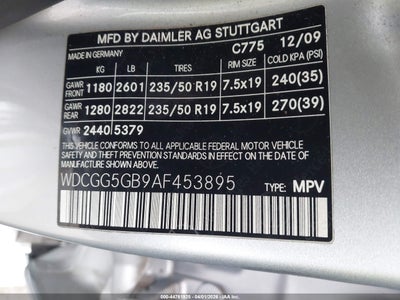 MFD BY DAIMLER AG STUTTGART
MADE IN GERMANY C775 12/09
KG LB TIRES RIM SIZE COLD KPA (PSI)
GAWR FRONT 1180 2601 235/50 R19 7.5x19 240(35)
GAWR REAR 1280 2822 235/50 R19 7.5x19 270(39)
GVWR 2440 5379
THIS VEHICLE CONFORMS TO ALL APPLICABLE FEDERAL MOTOR VEHICLE
SAFETY STANDARDS IN EFFECT ON THE DATE OF
MANUFACTURE SHOWN ABOVE.
WDCGG5GB9AF453895 TYPE: MPV